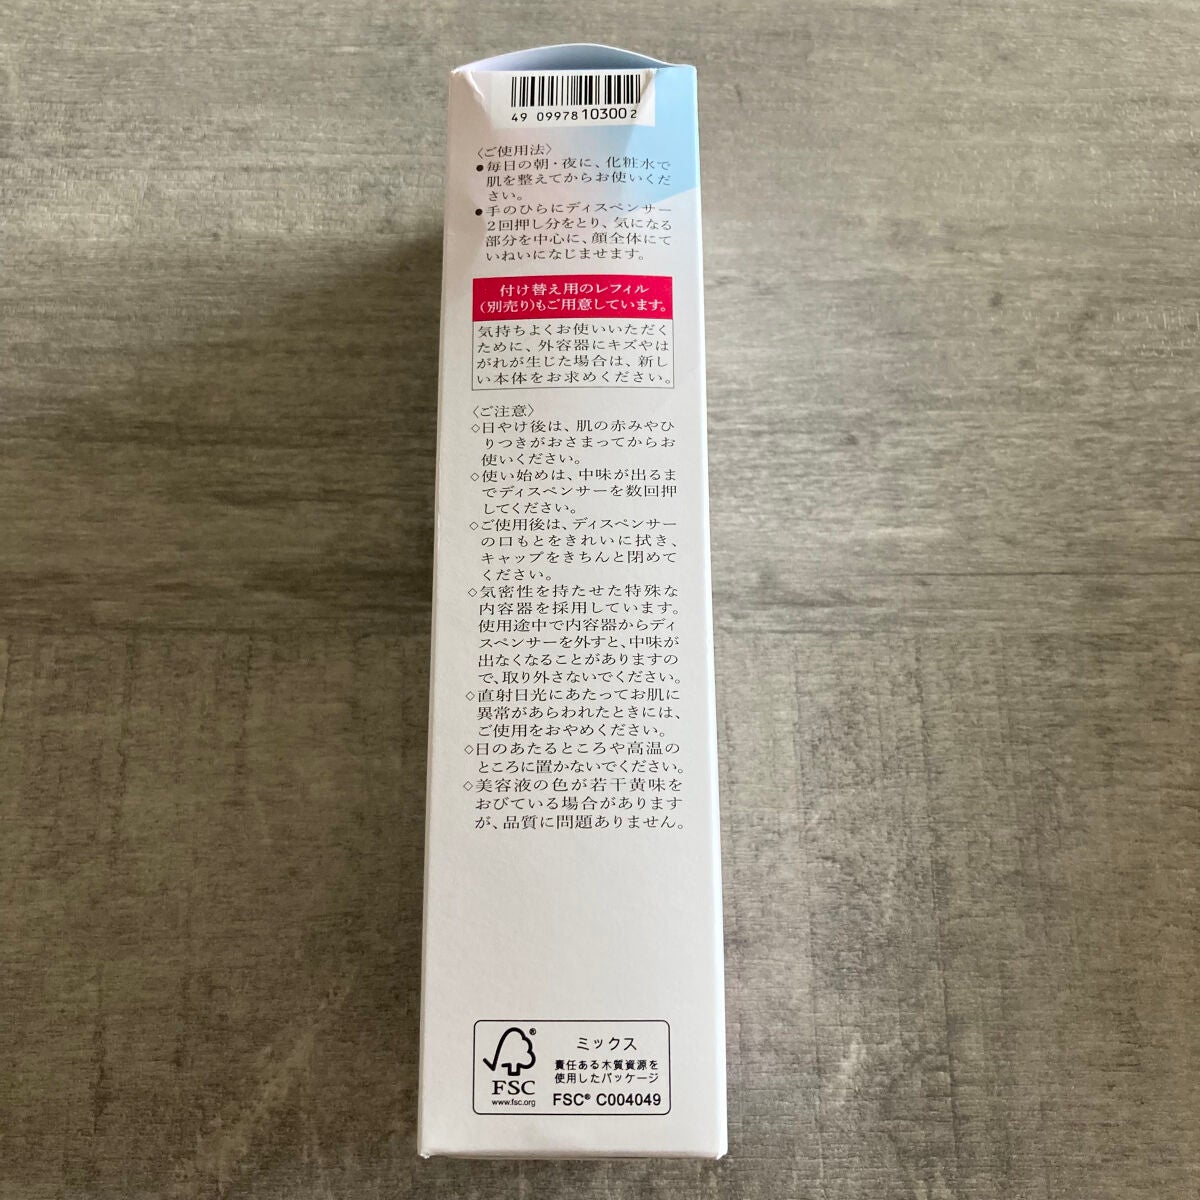 49 09978 10300 2
〈ご使用法〉
●毎日の朝・夜に、化粧水で
肌を整えてからお使いくだ
さい。
●手のひらにディスペンサー
2回押し分をとり、気になる
部分を中心に、顔全体にて
いねいになじませます。
付け替え用のレフィル
(別売り)もご用意しています。
気持ちよくお使いいただく
ために、外容器にキズやは
がれが生じた場合は、新し
い本体をお求めください。
〈ご注意〉
◇日やけ後は、肌の赤みやひ
りつきがおさまってからお
使いください。
◇使い始めは、中味が出るま
でディスペンサーを数回押
してください。
◇ご使用後は、ディスペンサー
の口もとをきれいに拭き、
キャップをきちんと閉めて
ください。
◇気密性を持たせた特殊な
内容器を採用しています。
使用途中で内容器からディ
スペンサーを外すと、中味が
出なくなることがありますの
で、取り外さないでください。
◇直射日光にあたってお肌に
異常があらわれたときには、
ご使用をおやめください。
◇日のあたるところや高温の
ところに置かないでください。
◇美容液の色が若干黄味を
おびている場合があります
が、品質に問題ありません。
FSC
www.fsc.org
ミックス
責任ある木質資源を
使用したパッケージ
FSC® C004049